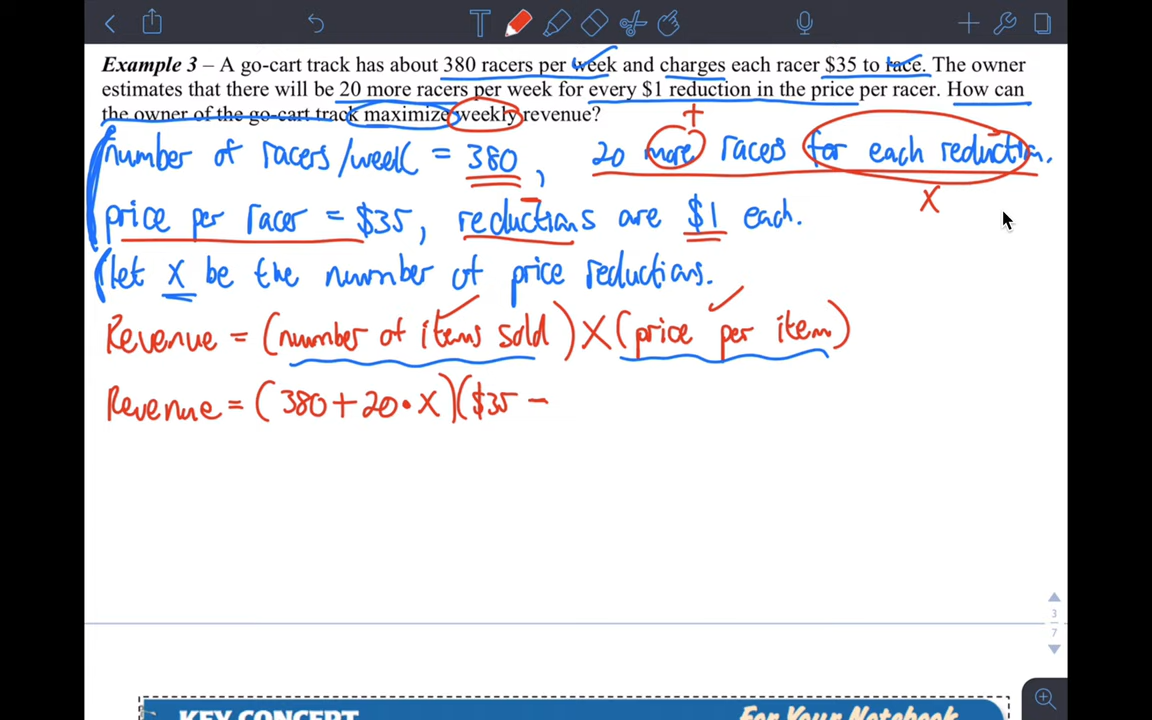 Example 3 – A go-cart track has about 380 racers per week and charges each racer $35 to race. The owner
estimates that there will be 20 more racers per week for every $1 reduction in the price per racer. How can
the owner of the go-cart track maximize weekly revenue?
number of racers/week = 380, 20 more races for each reduction.
+
X
price per racer = $35, reductions are $1 each.
let x be the number of price reductions.
Revenue = (number of items sold) X (price per item)
Revenue = (380+20•x)($35 −
3
7
KEY CONCEPT
For Your Notebook